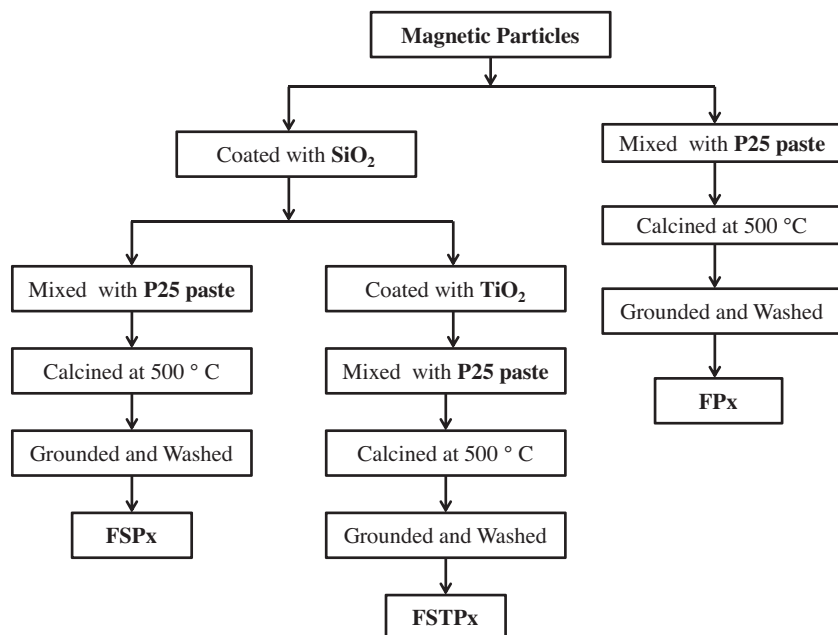 Magnetic Particles
Coated with SiO₂
Mixed with P25 paste
Calcined at 500 °C
Grounded and Washed
FPx
Mixed with P25 paste
Calcined at 500 ° C
Grounded and Washed
FSPx
Coated with TiO₂
Mixed with P25 paste
Calcined at 500 ° C
Grounded and Washed
FSTPx